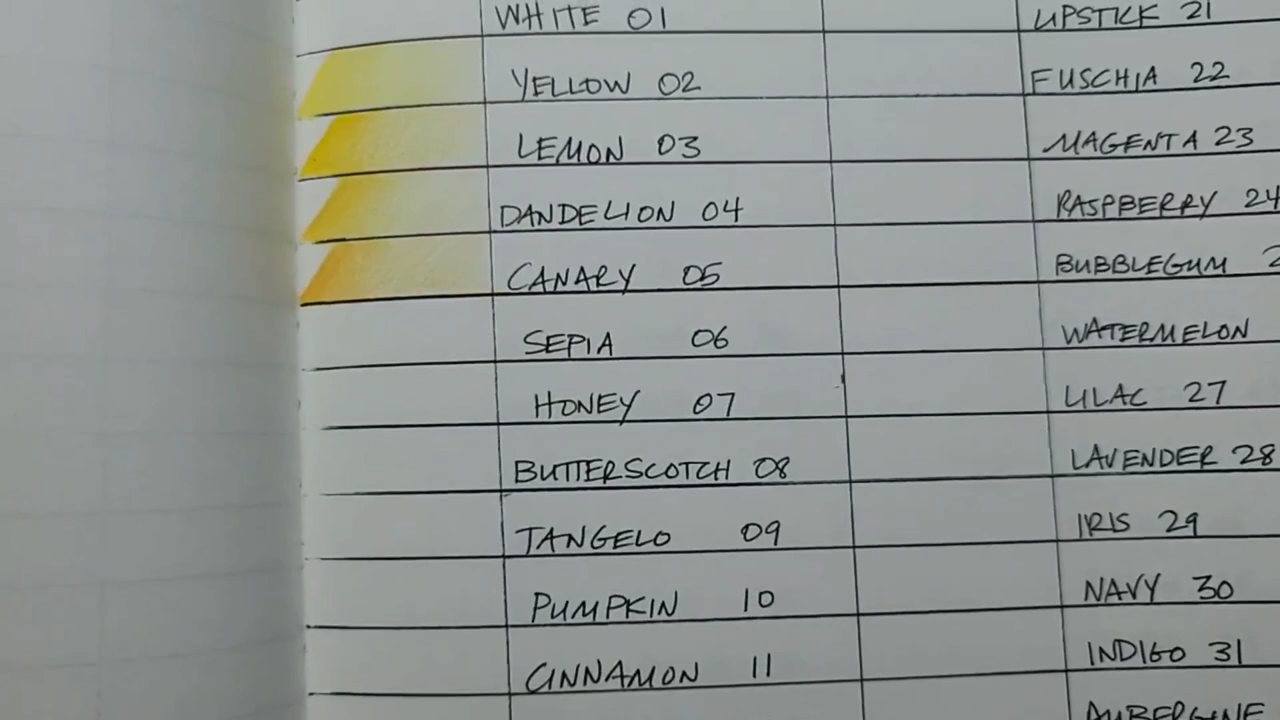 WHITE 01
YELLOW 02
LEMON 03
DANDELION 04
CANARY 05
SEPIA 06
HONEY 07
BUTTERSCOTCH 08
TANGELO 09
PUMPKIN 10
CINNAMON 11
LIPSTICK 21
FUSCHIA 22
MAGENTA 23
RASPBERRY 24
BUBBLEGUM 2
WATERMELON
LILAC 27
LAVENDER 28
IRIS 29
NAVY 30
INDIGO 31
AUBERGINE